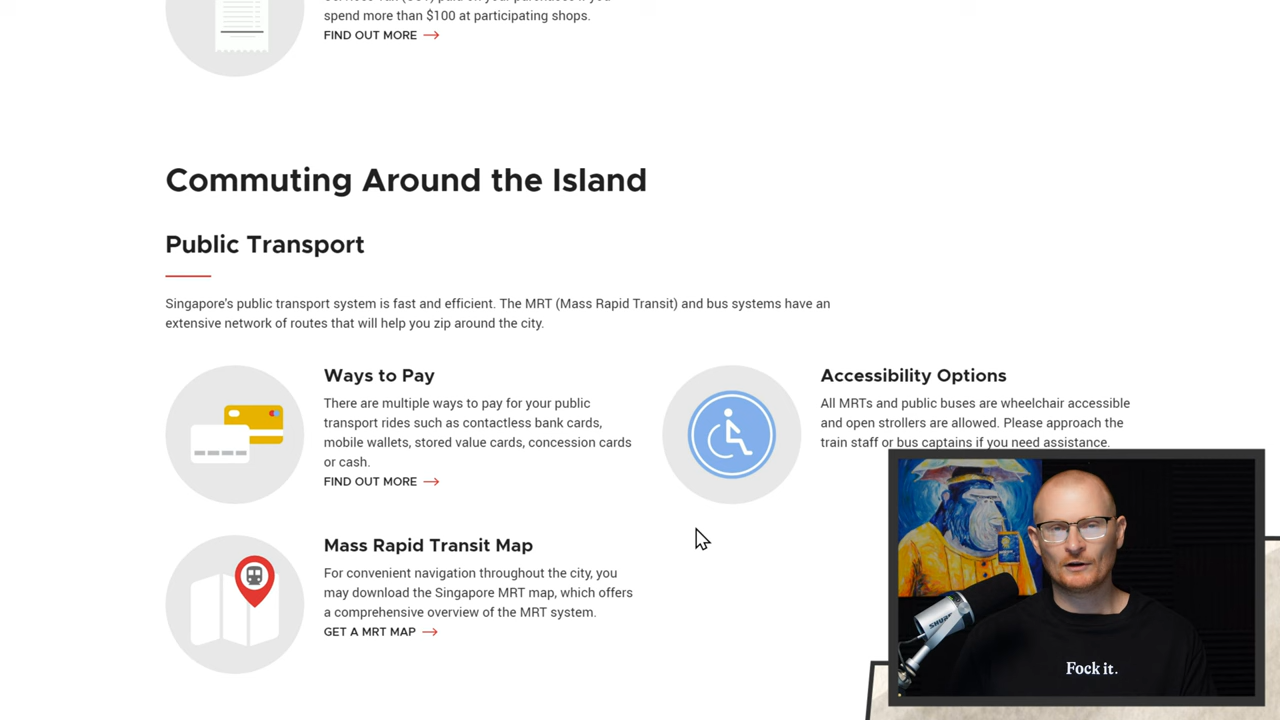 spend more than $100 at participating shops.
FIND OUT MORE
Commuting Around the Island
Public Transport
Singapore's public transport system is fast and efficient. The MRT (Mass Rapid Transit) and bus systems have an
extensive network of routes that will help you zip around the city.
Ways to Pay
There are multiple ways to pay for your public
transport rides such as contactless bank cards,
mobile wallets, stored value cards, concession cards
or cash.
FIND OUT MORE
Accessibility Options
All MRTs and public buses are wheelchair accessible
and open strollers are allowed. Please approach the
train staff or bus captains if you need assistance.
Mass Rapid Transit Map
For convenient navigation throughout the city, you
may download the Singapore MRT map, which offers
a comprehensive overview of the MRT system.
GET A MRT MAP
SHURE
Fock it.